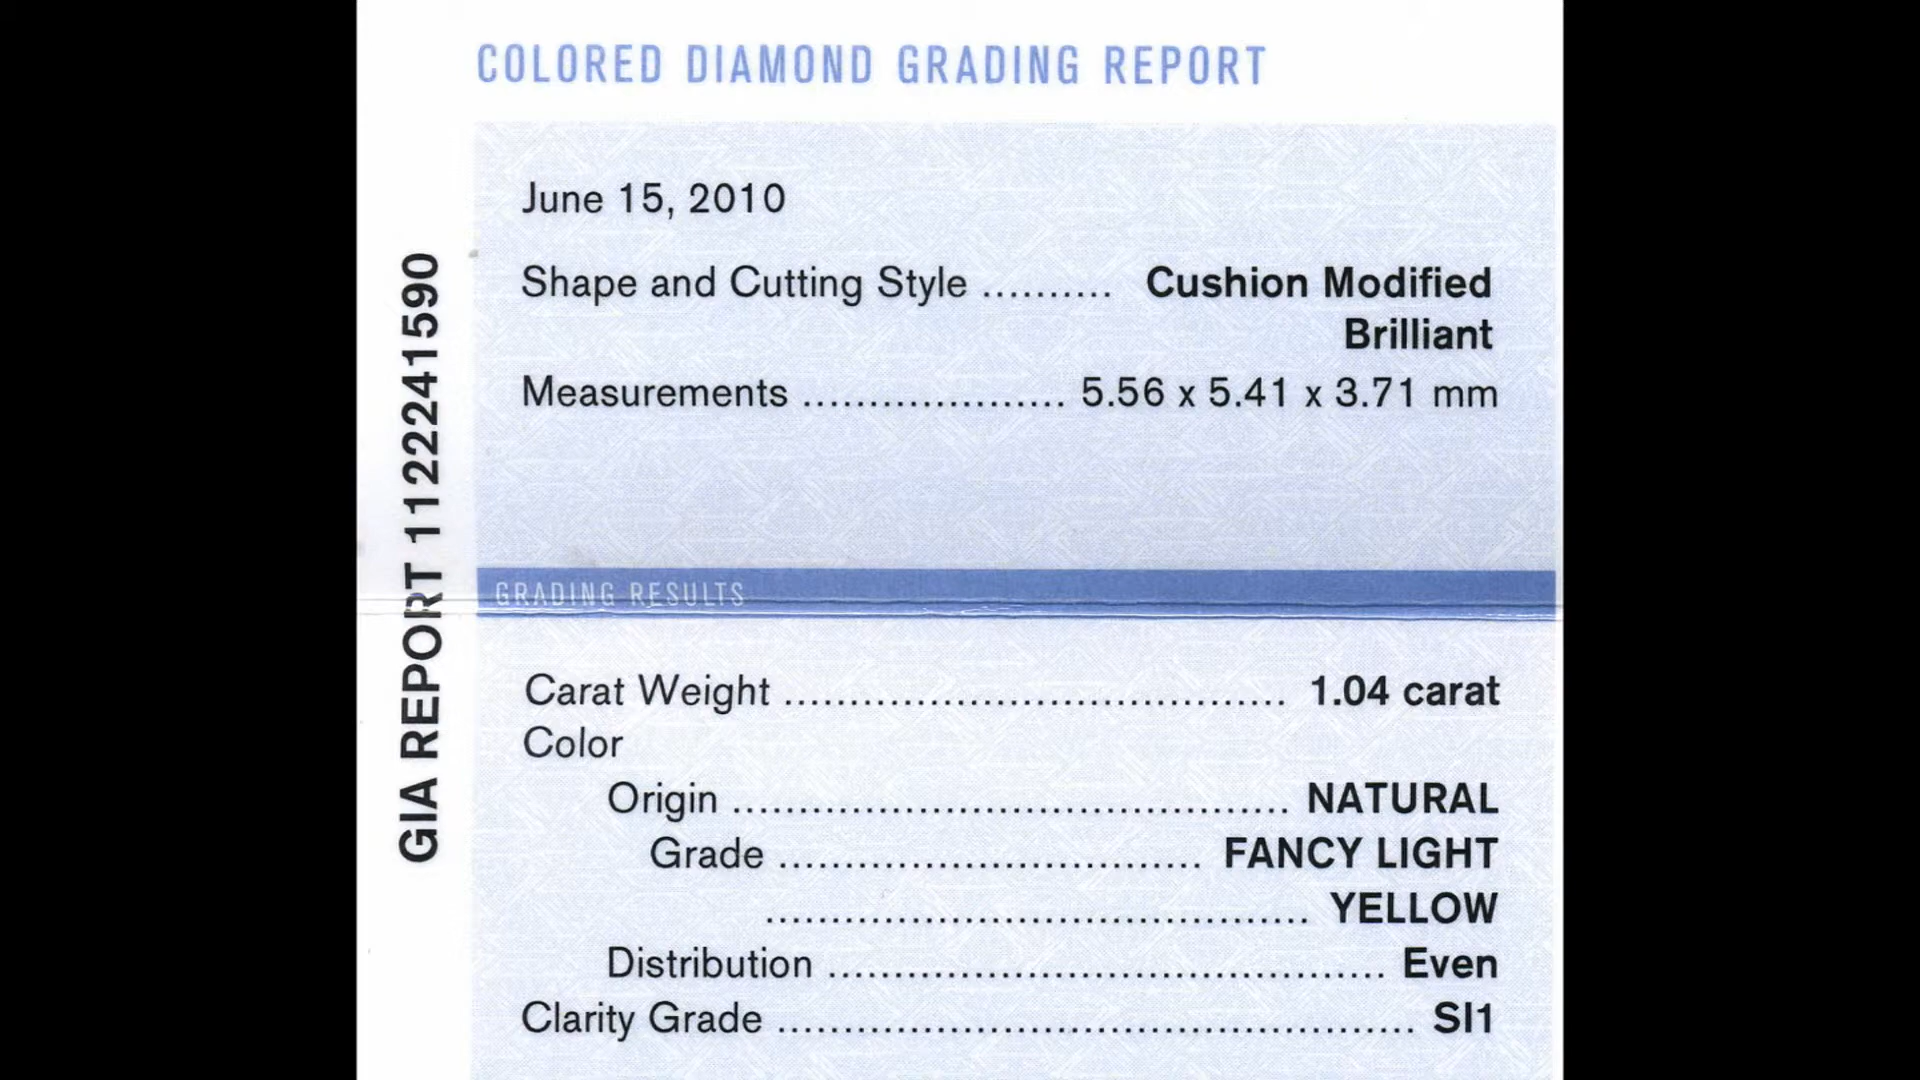 COLORED DIAMOND GRADING REPORT
GIA REPORT 1122241590
June 15, 2010
Shape and Cutting Style .......... Cushion Modified
Brilliant
Measurements .................... 5.56 x 5.41 x 3.71 mm
GRADING RESULTS
Carat Weight ...................................... 1.04 carat
Color
Origin .......................................... NATURAL
Grade ................................ FANCY LIGHT
......................................... YELLOW
Distribution .......................................... Even
Clarity Grade ................................................ SI1